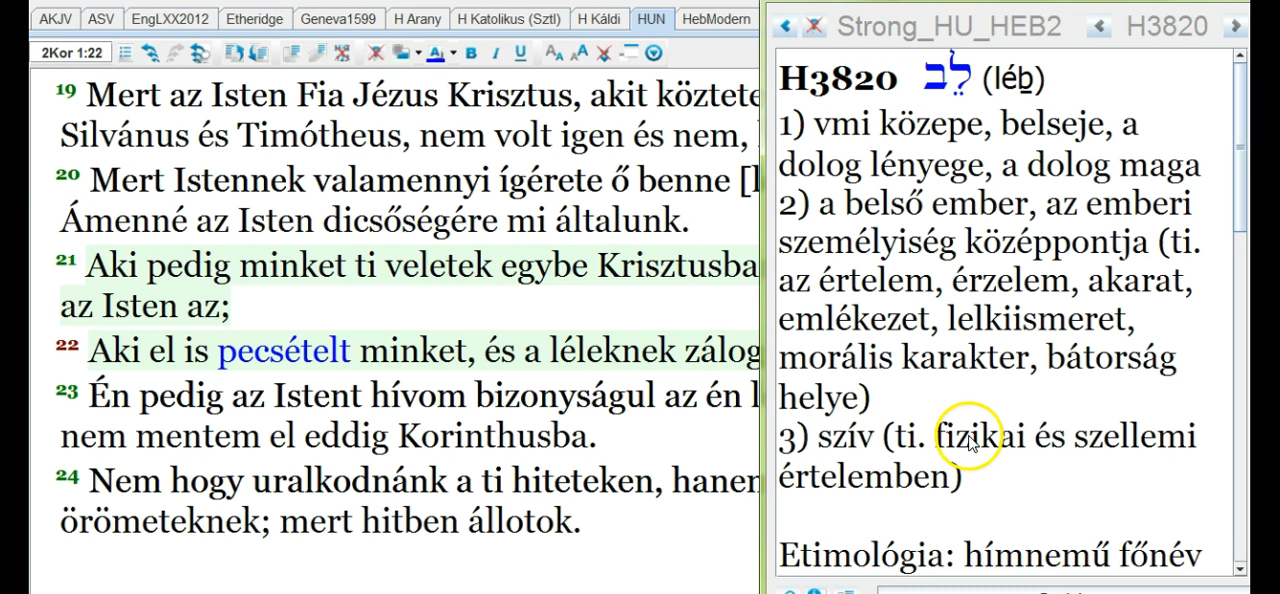 AKJV ASV EngLXX2012 Etheridge Geneva1599 H Arany H Katolikus (Sztl) H Káldi HUN HebModern
2Kor 1:22
19 Mert az Isten Fia Jézus Krisztus, akit köztete
Silvánus és Timótheus, nem volt igen és nem,
20 Mert Istennek valamennyi ígérete ő benne
Ámenné az Isten dicsőségére mi általunk.
21 Aki pedig minket ti veletek egybe Krisztusba
az Isten az;
22 Aki el is pecsételt minket, és a léleknek zálog
23 Én pedig az Istent hívom bizonyságul az én l
nem mentem el eddig Korinthusba.
24 Nem hogy uralkodnánk a ti hiteteken, hanem
örömeteknek; mert hitben állotok.
Strong_HU_HEB2 H3820
H3820 לֵב (léḇ)
1) vmi közepe, belseje, a
dolog lényege, a dolog maga
2) a belső ember, az emberi
személyiség középpontja (ti.
az értelem, érzelem, akarat,
emlékezet, lelkiismeret,
morális karakter, bátorság
helye)
3) szív (ti. fizikai és szellemi
értelemben)
Etimológia: hímnemű főnév